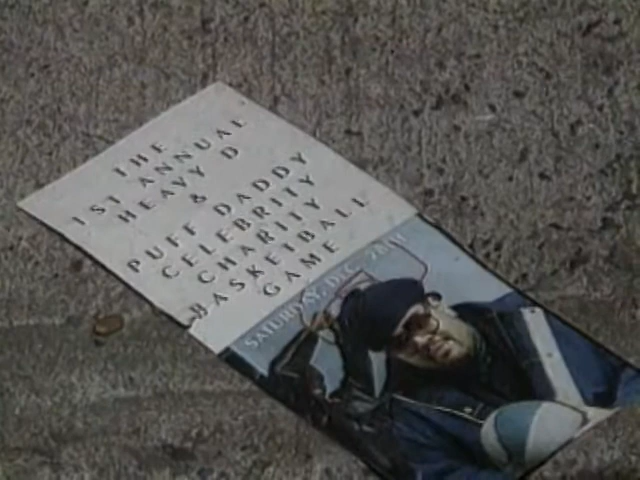 THE
1ST ANNUAL
HEAVY D
&
PUFF DADDY
CELEBRITY
CHARITY
BASKETBALL
GAME
SATURDAY, DEC. 28TH